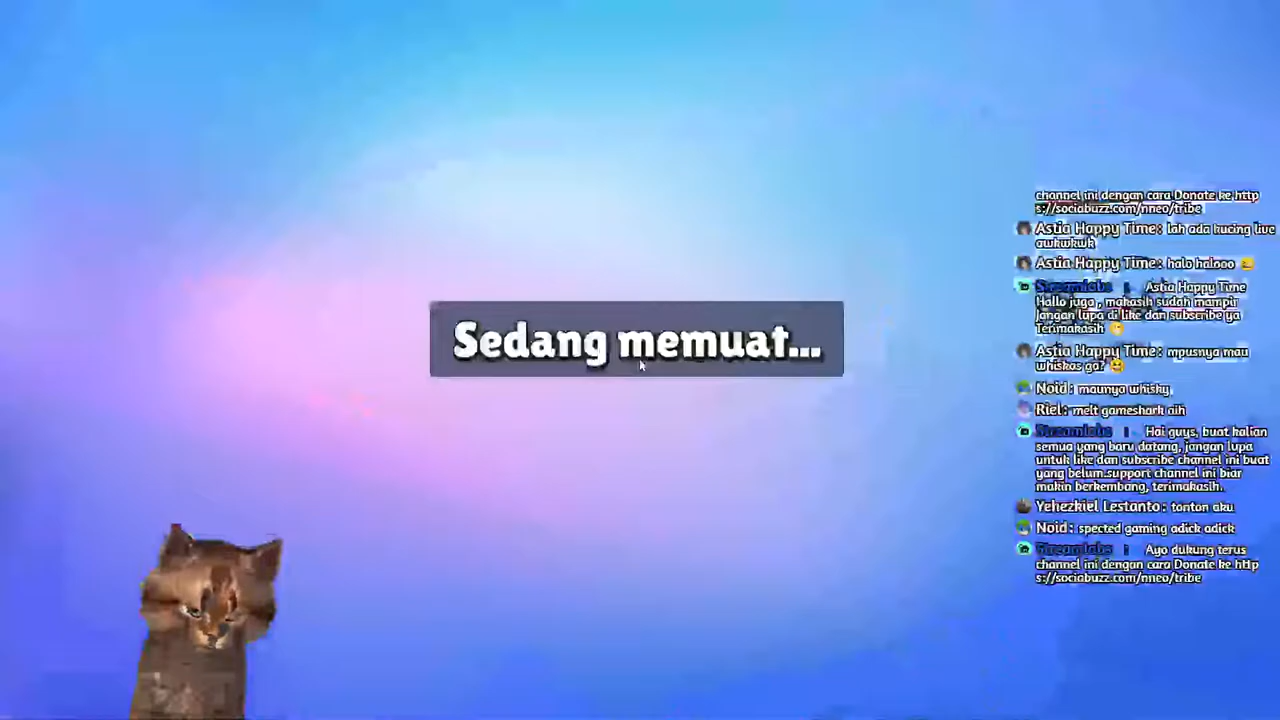 channel ini dengan cara Donate ke http
s://sociabuzz.com/nneo/tribe
Astia Happy Time: lah ada kucing live
awkwkwk
Astia Happy Time: halo halooo
Streamlabs : Astia Happy Time
Hallo juga , makasih sudah mampir
Jangan lupa di like dan subscribe ya
Terimakasih
Sedang memuat...
Astia Happy Time: mpusnya mau
whiskas ga?
Noid: maunya whisky
Riel: melt gameshark aih
Streamlabs : Hai guys, buat kalian
semua yang baru datang, jangan lupa
untuk like dan subscribe channel ini buat
yang belum.support channel ini biar
makin berkembang, terimakasih.
Yehezkiel Lestanto: tonton aku
Noid: spected gaming adick adick
Streamlabs : Ayo dukung terus
channel ini dengan cara Donate ke http
s://sociabuzz.com/nneo/tribe